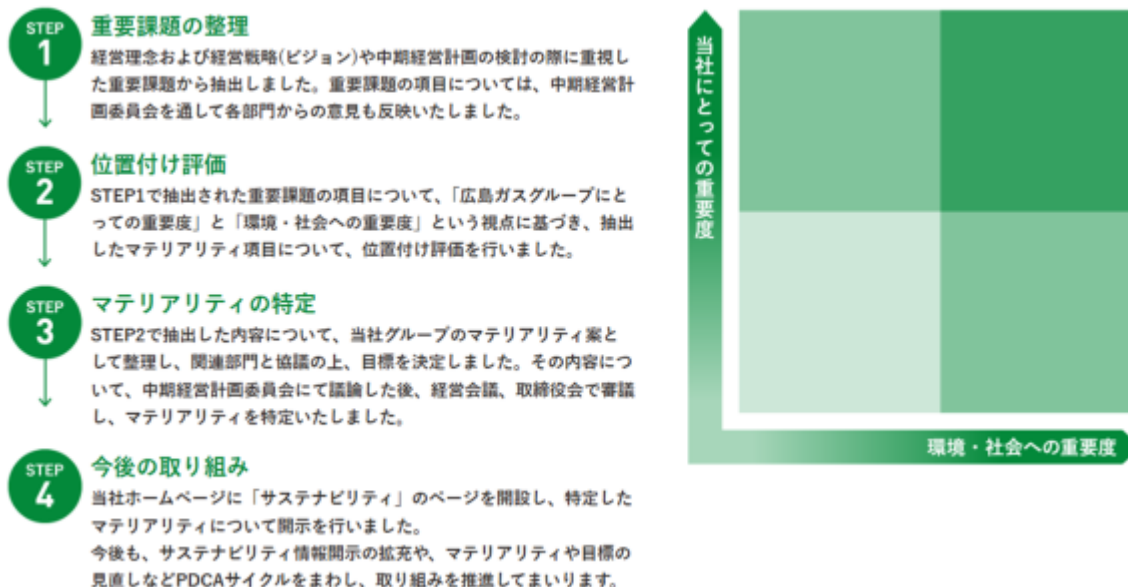 STEP
1
重要課題の整理
経営理念および経営戦略(ビジョン)や中期経営計画の検討の際に重視し
た重要課題から抽出しました。重要課題の項目については、中期経営計
画委員会を通して各部門からの意見も反映いたしました。
STEP
2
位置付け評価
STEP1で抽出された重要課題の項目について、「広島ガスグループにと
っての重要度」と「環境・社会への重要度」という視点に基づき、抽出
したマテリアリティ項目について、位置付け評価を行いました。
STEP
3
マテリアリティの特定
STEP2で抽出した内容について、当社グループのマテリアリティ案と
して整理し、関連部門と協議の上、目標を決定しました。その内容につ
いて、中期経営計画委員会にて議論した後、経営会議、取締役会で審議
し、マテリアリティを特定いたしました。
STEP
4
今後の取り組み
当社ホームページに「サステナビリティ」のページを開設し、特定した
マテリアリティについて開示を行いました。
今後も、サステナビリティ情報開示の拡充や、マテリアリティや目標の
見直しなどPDCAサイクルをまわし、取り組みを推進してまいります。
当社にとっての重要度
環境・社会への重要度